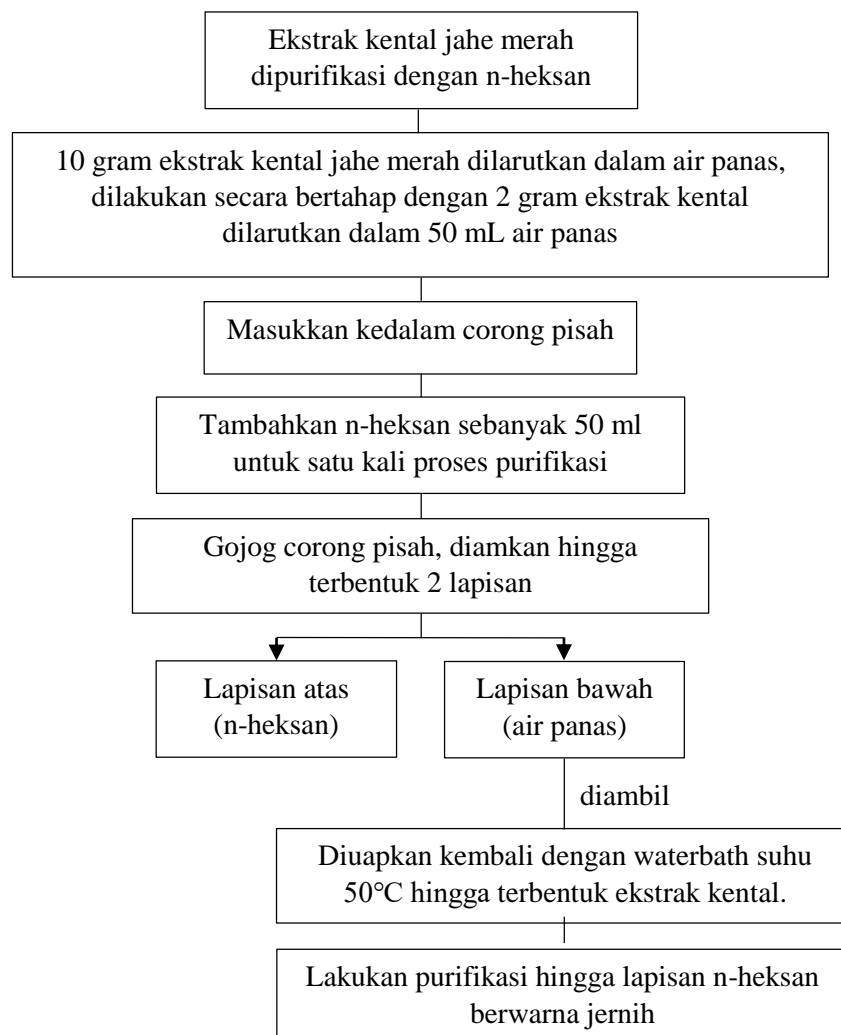 Ekstrak kental jahe merah
dipurifikasi dengan n-heksan
10 gram ekstrak kental jahe merah dilarutkan dalam air panas,
dilakukan secara bertahap dengan 2 gram ekstrak kental
dilarutkan dalam 50 mL air panas
Masukkan kedalam corong pisah
Tambahkan n-heksan sebanyak 50 ml
untuk satu kali proses purifikasi
Gojog corong pisah, diamkan hingga
terbentuk 2 lapisan
Lapisan atas
(n-heksan)
Lapisan bawah
(air panas)
diambil
Diuapkan kembali dengan waterbath suhu
50°C hingga terbentuk ekstrak kental.
Lakukan purifikasi hingga lapisan n-heksan
berwarna jernih